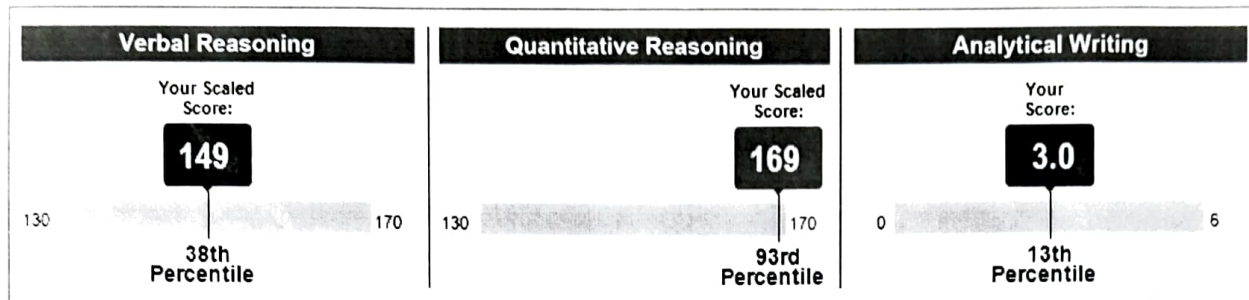 Verbal Reasoning
Your Scaled
Score:
149
130
170
38th
Percentile
Quantitative Reasoning
Your Scaled
Score:
169
130
170
93rd
Percentile
Analytical Writing
Your
Score:
3.0
0
6
13th
Percentile